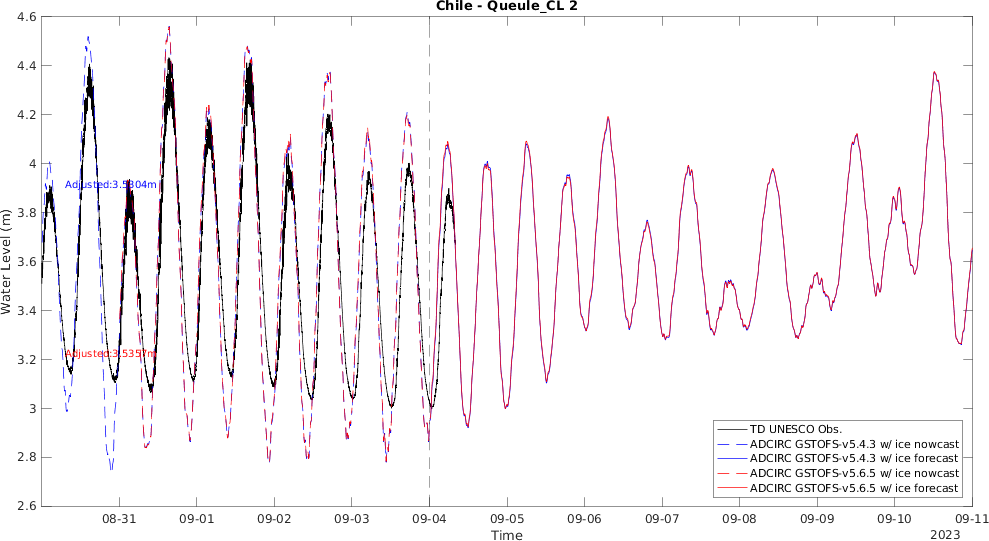 Chile - Queule_CL 2
4.6
4.4
4.2
4
3.8
3.6
3.4
3.2
3
2.8
2.6
Water Level (m)
Adjusted:3.5304m
Adjusted:3.5357m
TD UNESCO Obs.
ADCIRC GSTOFS-v5.4.3 w/ ice nowcast
ADCIRC GSTOFS-v5.4.3 w/ ice forecast
ADCIRC GSTOFS-v5.6.5 w/ ice nowcast
ADCIRC GSTOFS-v5.6.5 w/ ice forecast
08-31 09-01 09-02 09-03 09-04 09-05 09-06 09-07 09-08 09-09 09-10 09-11
Time
2023